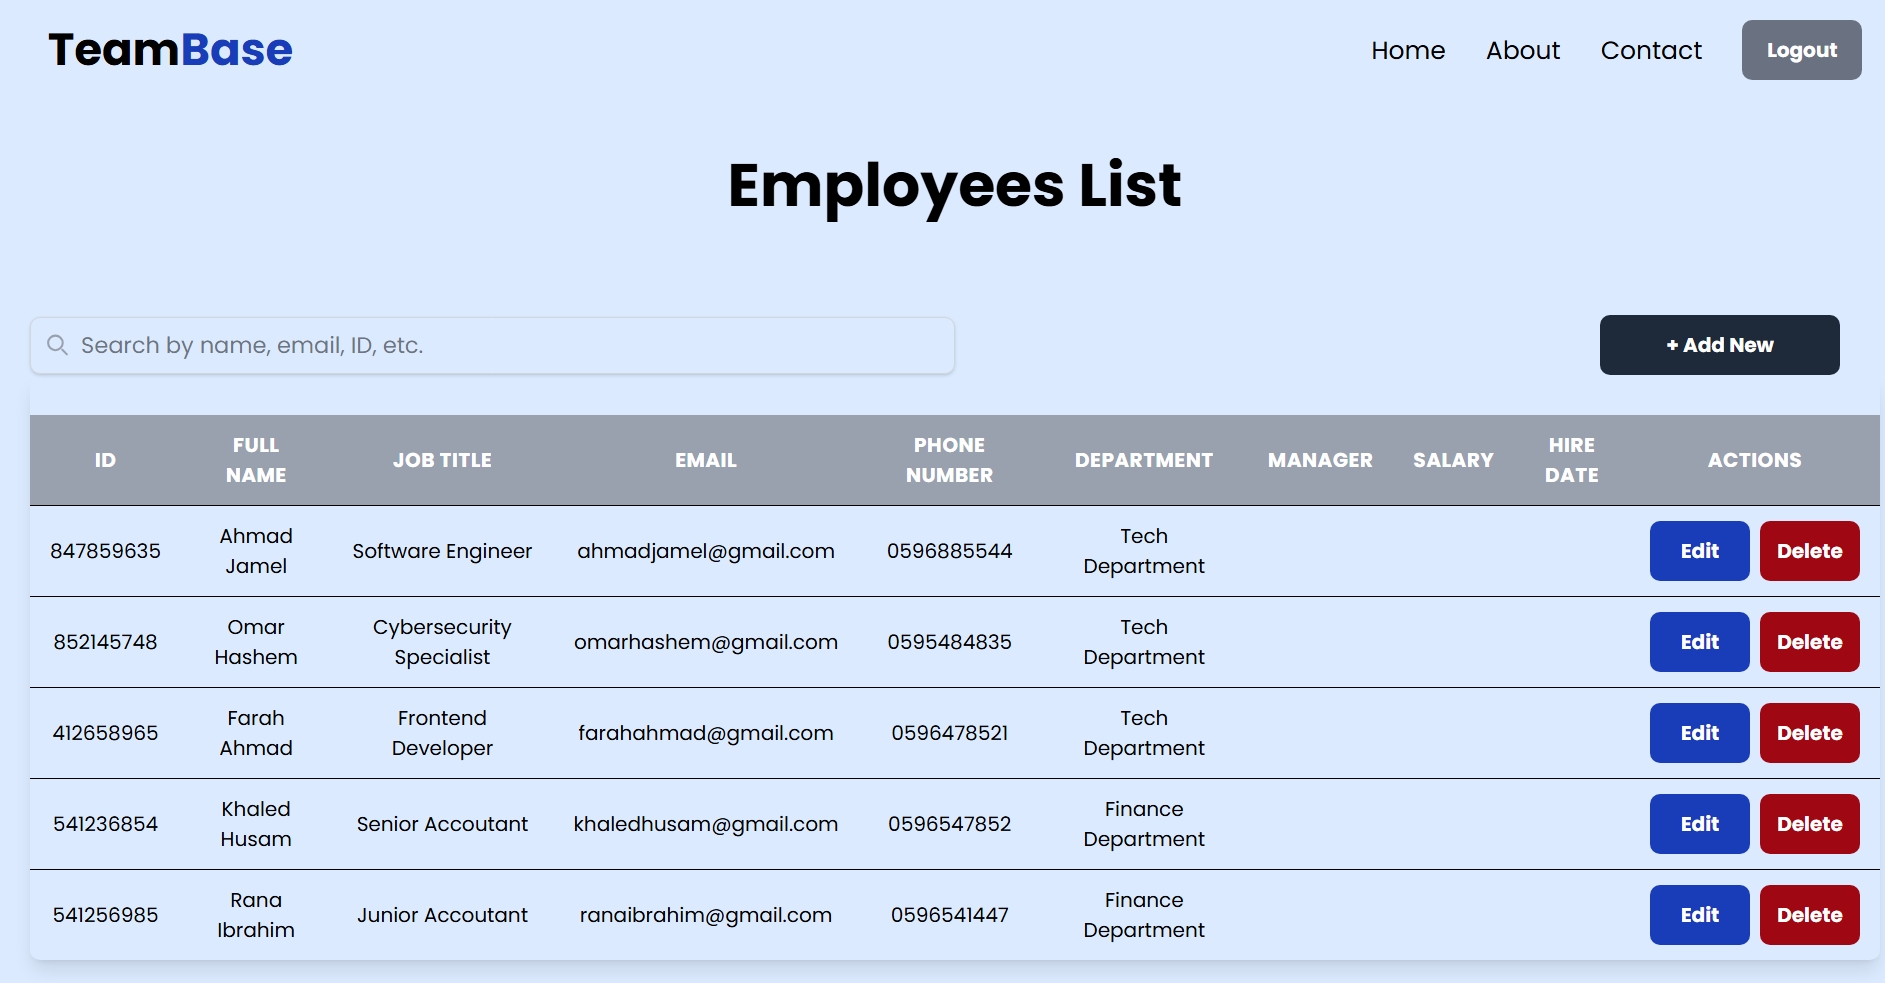 TeamBase
Home About Contact Logout
Employees List
Search by name, email, ID, etc.
+ Add New
ID FULL NAME JOB TITLE EMAIL PHONE NUMBER DEPARTMENT MANAGER SALARY HIRE DATE ACTIONS
847859635 Ahmad Jamel Software Engineer ahmadjamel@gmail.com 0596885544 Tech Department Edit Delete
852145748 Omar Hashem Cybersecurity Specialist omarhashem@gmail.com 0595484835 Tech Department Edit Delete
412658965 Farah Ahmad Frontend Developer farahahmad@gmail.com 0596478521 Tech Department Edit Delete
541236854 Khaled Husam Senior Accoutant khaledhusam@gmail.com 0596547852 Finance Department Edit Delete
541256985 Rana Ibrahim Junior Accoutant ranaibrahim@gmail.com 0596541447 Finance Department Edit Delete